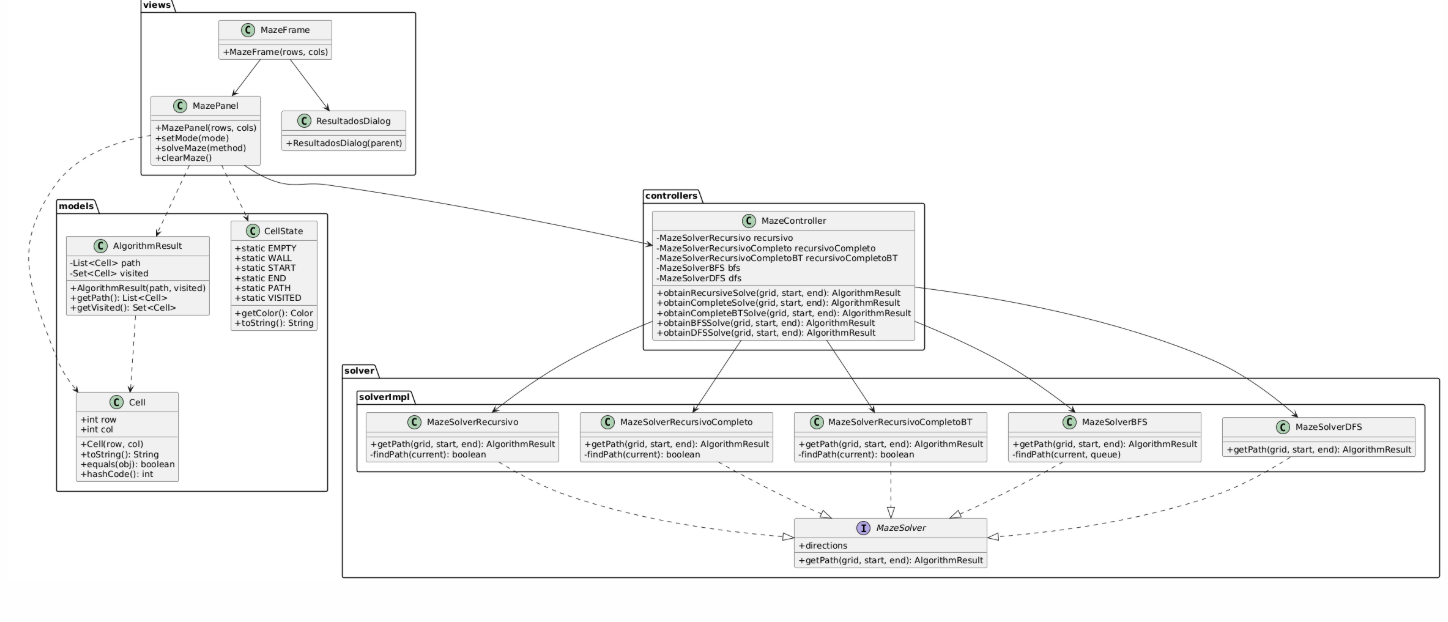 views
C MazeFrame
+MazeFrame(rows, cols)
C MazePanel
+MazePanel(rows, cols)
+setMode(mode)
+solveMaze(method)
+clearMaze()
C ResultadosDialog
+ResultadosDialog(parent)
models
C AlgorithmResult
-List<Cell> path
-Set<Cell> visited
+AlgorithmResult(path, visited)
+getPath(): List<Cell>
+getVisited(): Set<Cell>
C CellState
+static EMPTY
+static WALL
+static START
+static END
+static PATH
+static VISITED
+getColor(): Color
+toString(): String
C Cell
+int row
+int col
+Cell(row, col)
+toString(): String
+equals(obj): boolean
+hashCode(): int
controllers
C MazeController
-MazeSolverRecursivo recursivo
-MazeSolverRecursivoCompleto recursivoCompleto
-MazeSolverRecursivoCompletoBT recursivoCompletoBT
-MazeSolverBFS bfs
-MazeSolverDFS dfs
+obtainRecursiveSolve(grid, start, end): AlgorithmResult
+obtainCompleteSolve(grid, start, end): AlgorithmResult
+obtainCompleteBTSolve(grid, start, end): AlgorithmResult
+obtainBFSSolve(grid, start, end): AlgorithmResult
+obtainDFSSolve(grid, start, end): AlgorithmResult
solver
solverImpl
C MazeSolverRecursivo
+getPath(grid, start, end): AlgorithmResult
-findPath(current): boolean
C MazeSolverRecursivoCompleto
+getPath(grid, start, end): AlgorithmResult
-findPath(current): boolean
C MazeSolverRecursivoCompletoBT
+getPath(grid, start, end): AlgorithmResult
-findPath(current): boolean
C MazeSolverBFS
+getPath(grid, start, end): AlgorithmResult
-findPath(current, queue)
C MazeSolverDFS
+getPath(grid, start, end): AlgorithmResult
I MazeSolver
+directions
+getPath(grid, start, end): AlgorithmResult